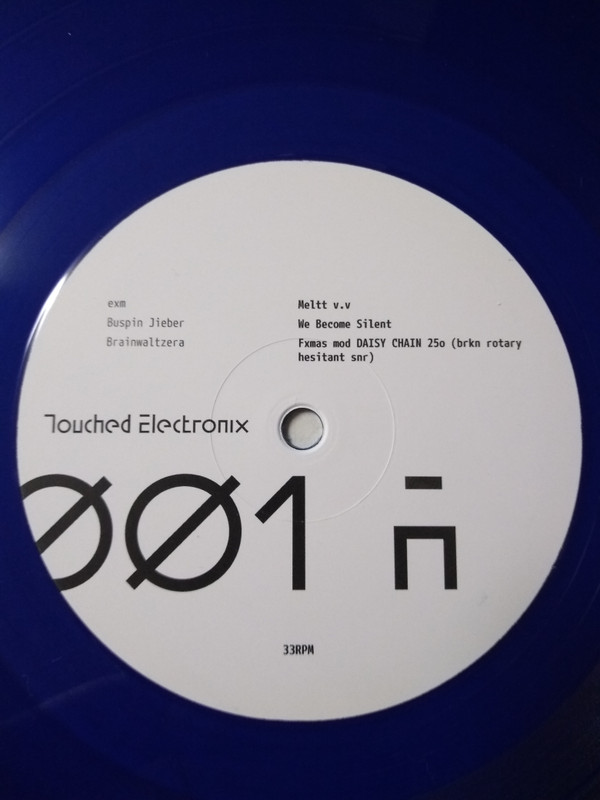 exm Meltt v.v
Buspin Jieber We Become Silent
Brainwaltzera Fxmas mod DAISY CHAIN 25o (brkn rotary
hesitant snr)
Touched Electronix
ØØ1 n̄
33RPM